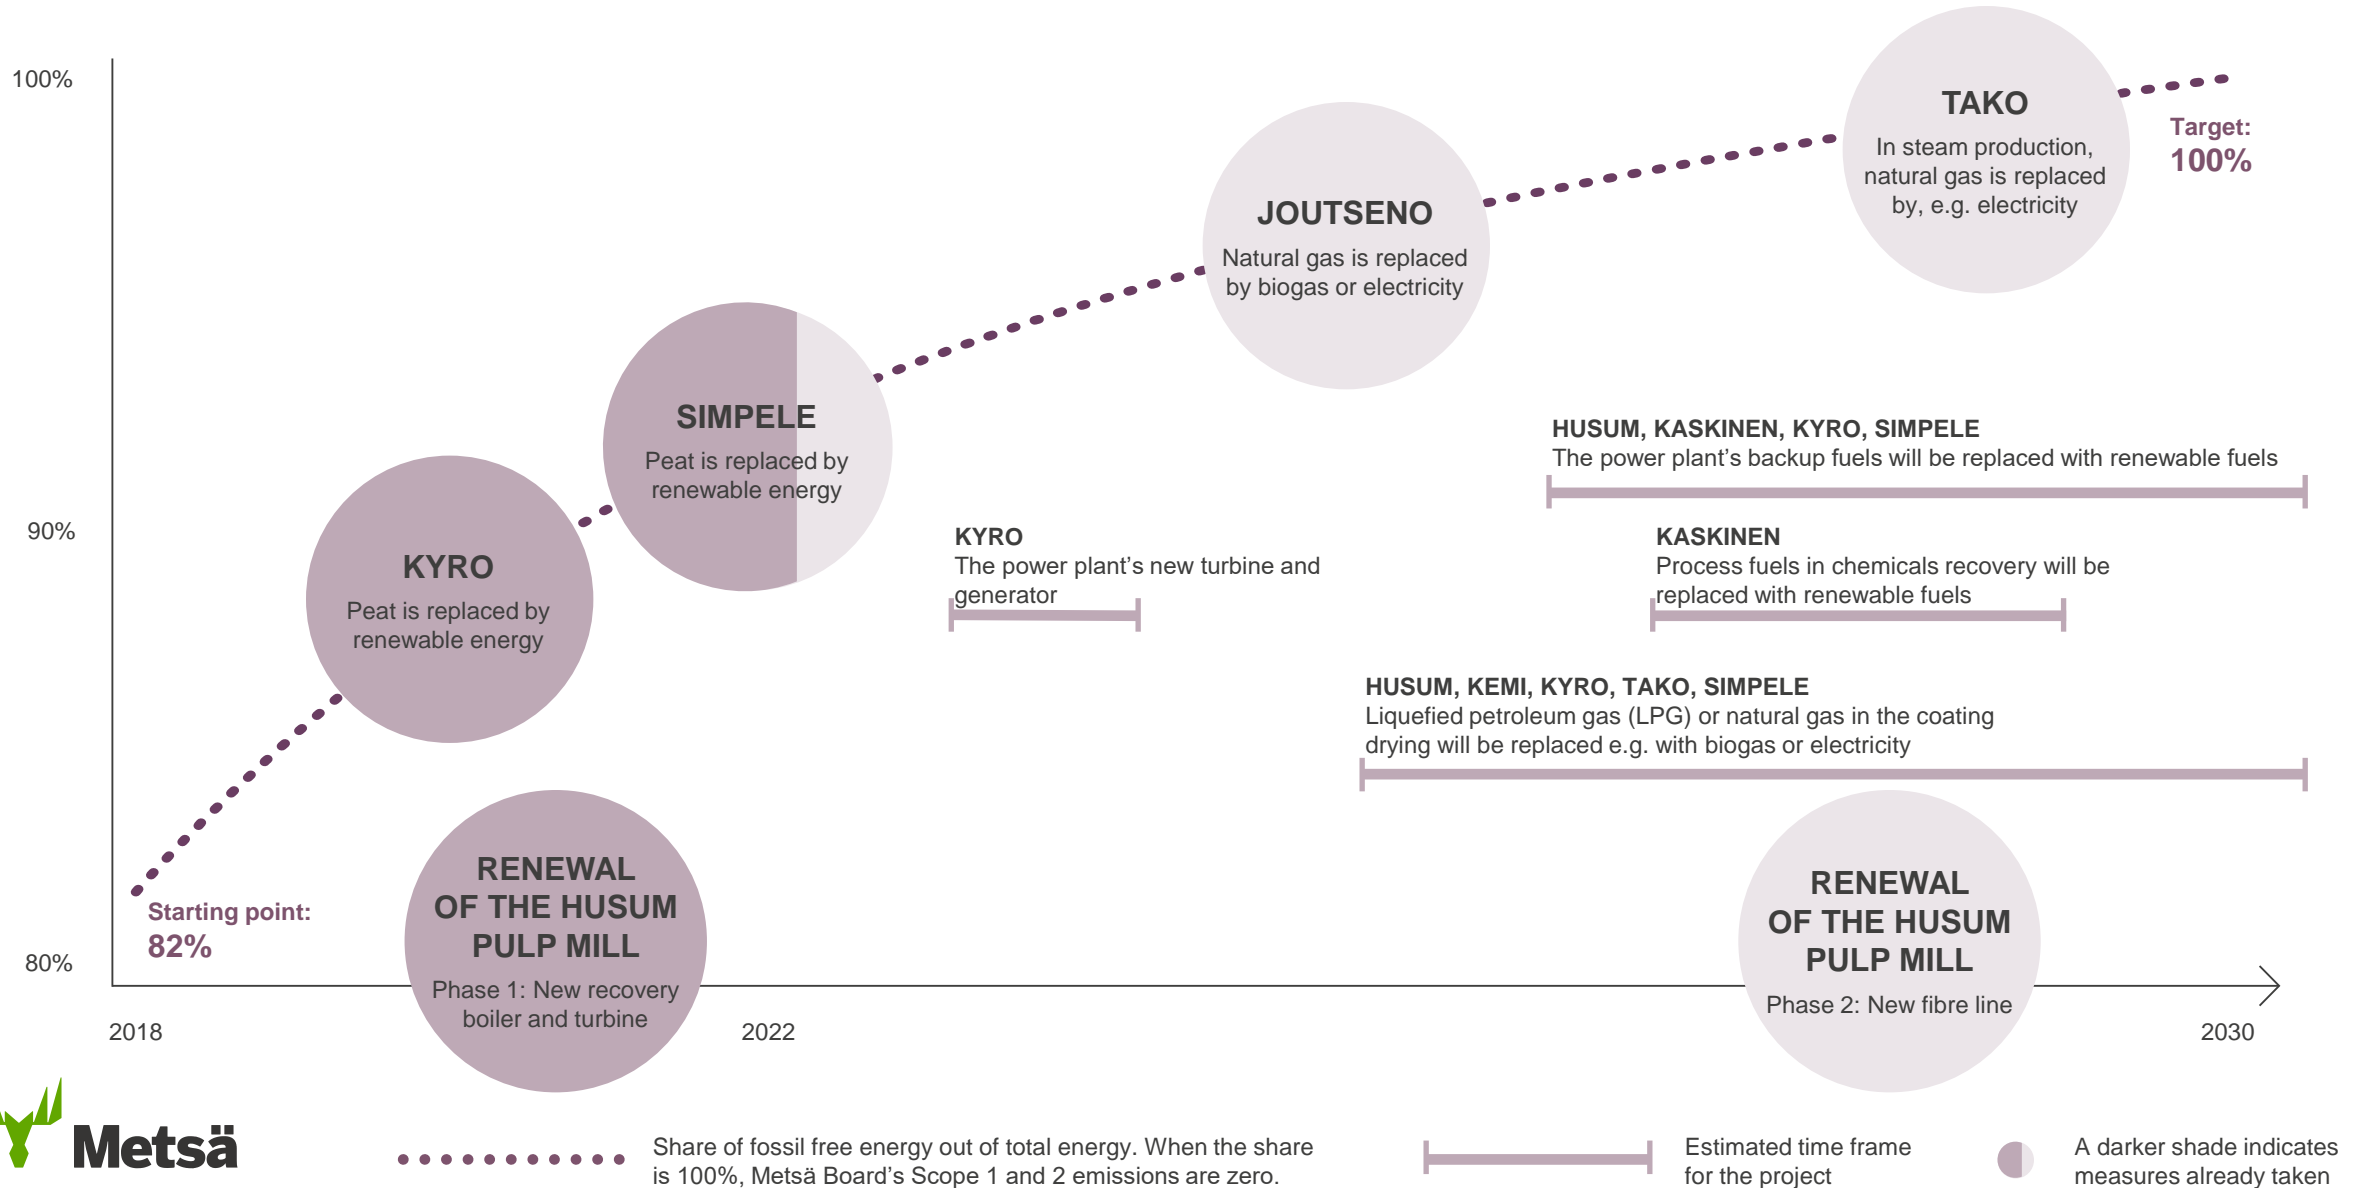 100%
90%
80%
TAKO
In steam production,
natural gas is replaced
by, e.g. electricity
Target:
100%
JOUTSENO
Natural gas is replaced
by biogas or electricity
SIMPELE
Peat is replaced by
renewable energy
KYRO
Peat is replaced by
renewable energy
HUSUM, KASKINEN, KYRO, SIMPELE
The power plant's backup fuels will be replaced with renewable fuels
KYRO
The power plant's new turbine and
generator
KASKINEN
Process fuels in chemicals recovery will be
replaced with renewable fuels
HUSUM, KEMI, KYRO, TAKO, SIMPELE
Liquefied petroleum gas (LPG) or natural gas in the coating
drying will be replaced e.g. with biogas or electricity
Starting point:
82%
RENEWAL
OF THE HUSUM
PULP MILL
Phase 1: New recovery
boiler and turbine
RENEWAL
OF THE HUSUM
PULP MILL
Phase 2: New fibre line
2018
2022
2030
Metsä
Share of fossil free energy out of total energy. When the share
is 100%, Metsä Board's Scope 1 and 2 emissions are zero.
Estimated time frame
for the project
A darker shade indicates
measures already taken